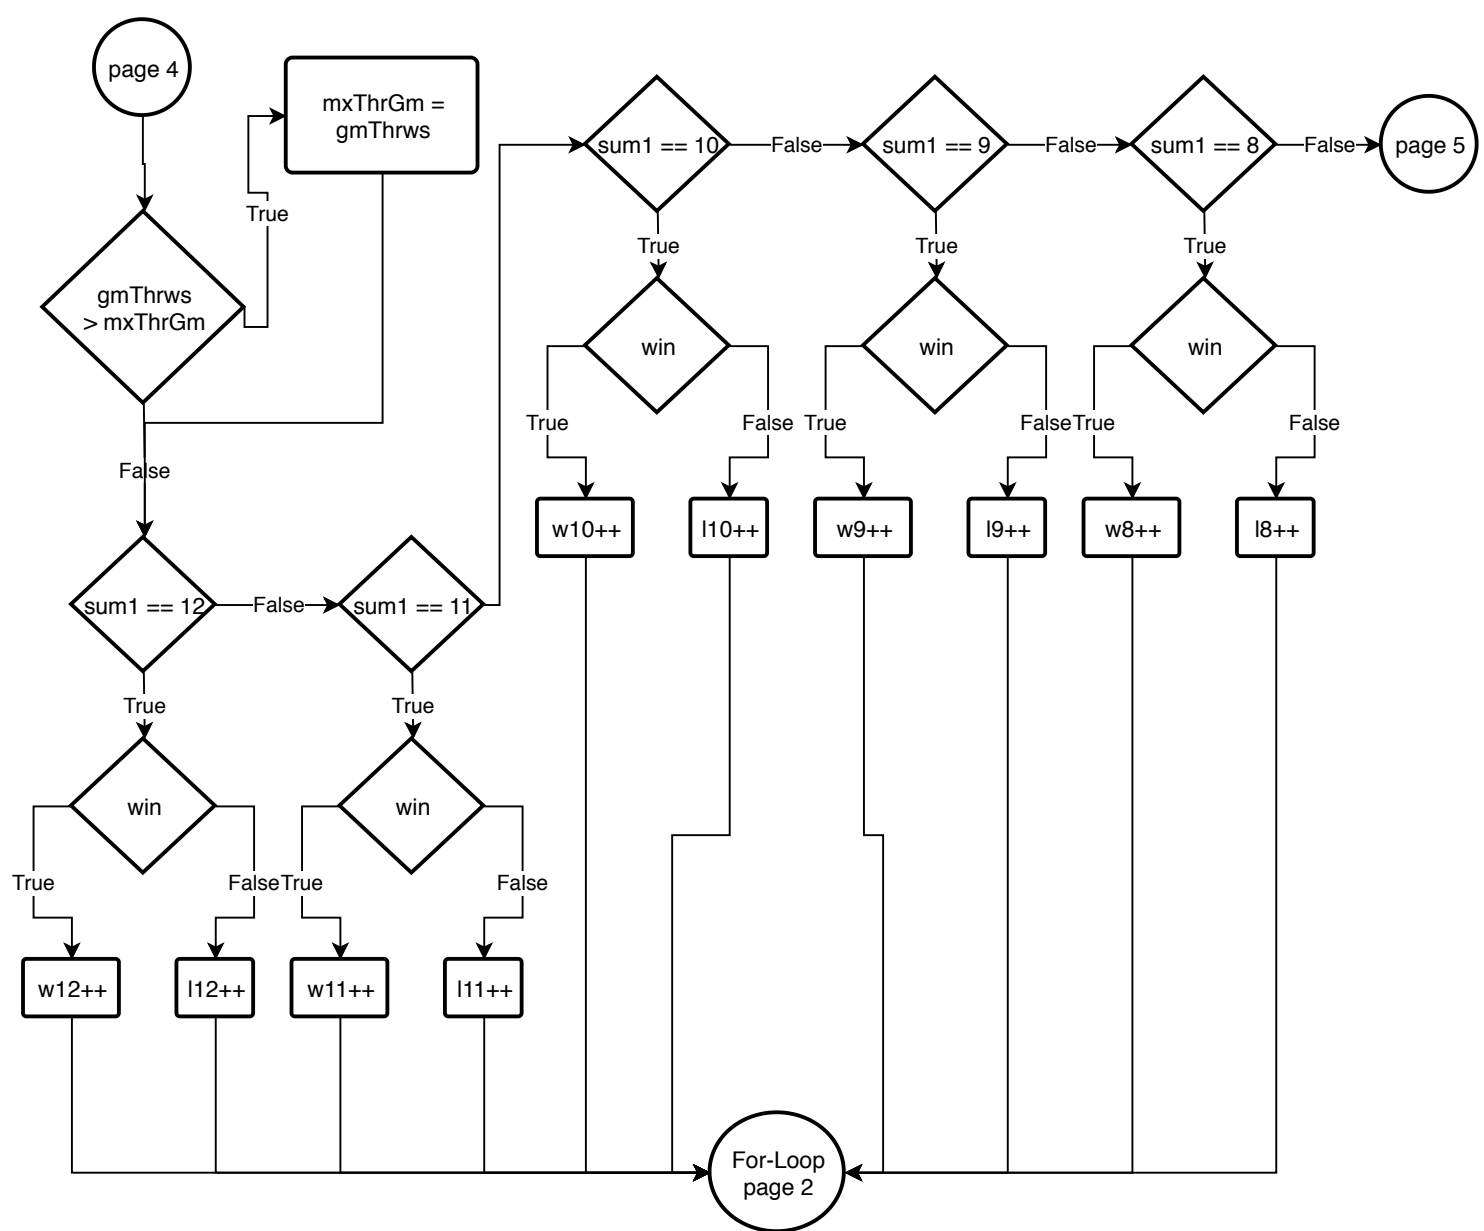 page 4
mxThrGm =
gmThrws
True
gmThrws
> mxThrGm
False
sum1 == 10
False
sum1 == 9
False
sum1 == 8
False
page 5
True
True
True
win
win
win
True
False
True
False
True
False
w10++
l10++
w9++
l9++
w8++
l8++
sum1 == 12
False
sum1 == 11
True
True
win
win
True
False
True
False
w12++
l12++
w11++
l11++
For-Loop
page 2